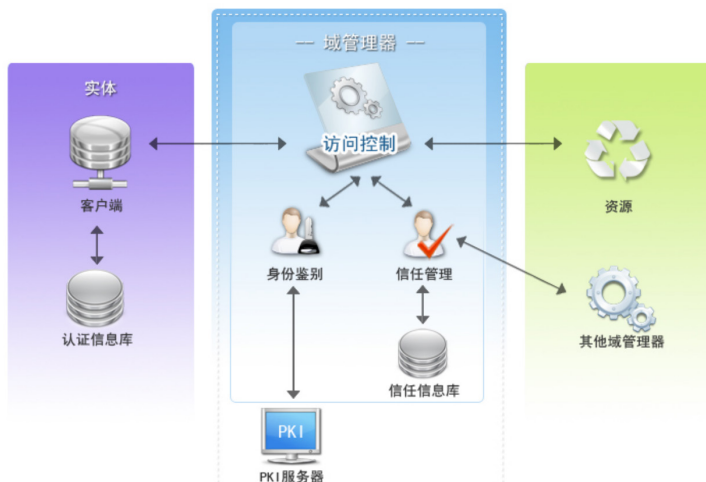 — 域管理器 —
实体
访问控制
客户端
资源
身份鉴别
信任管理
认证信息库
其他域管理器
信任信息库
PKI
PKI服务器